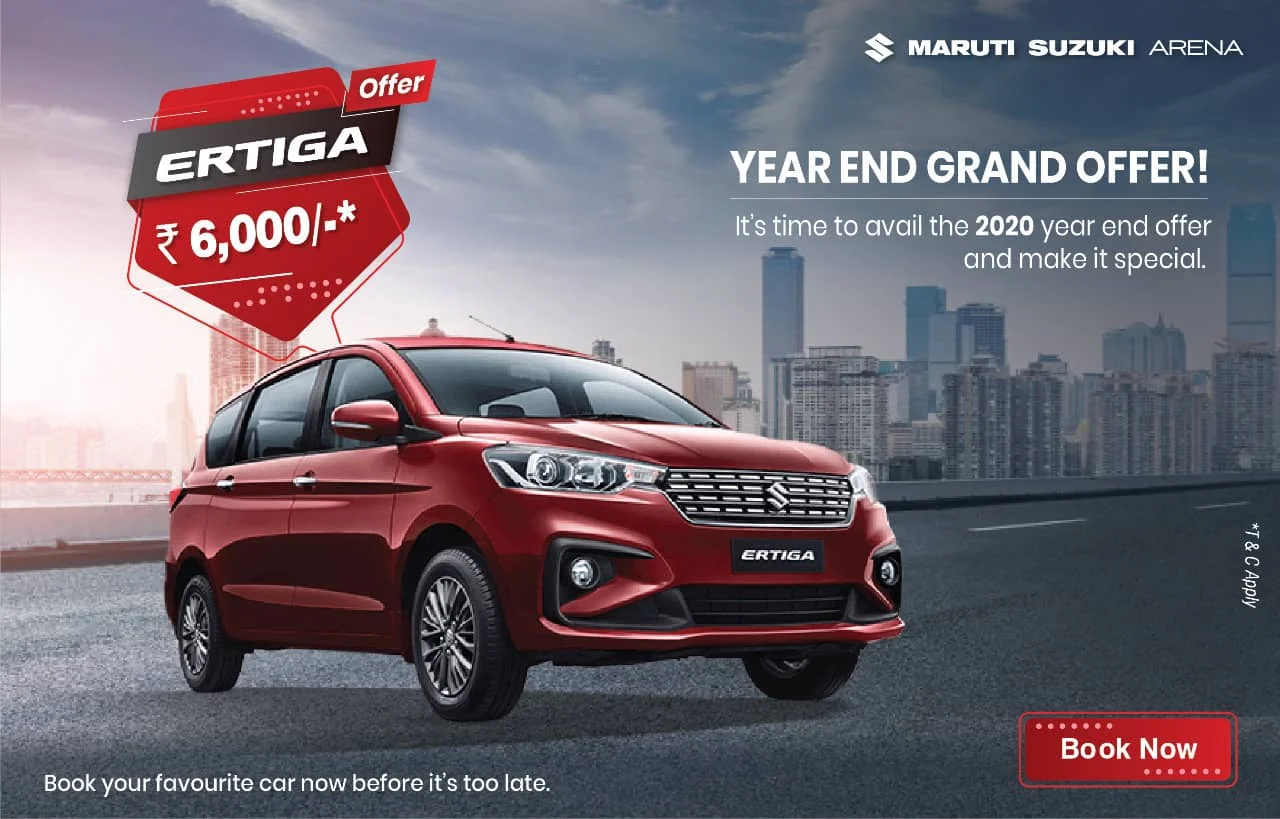 MARUTI SUZUKI ARENA
Offer
ERTIGA
₹ 6,000/-*
YEAR END GRAND OFFER!
It's time to avail the 2020 year end offer
and make it special.
ERTIGA
*T & C Apply
Book Now
Book your favourite car now before it's too late.